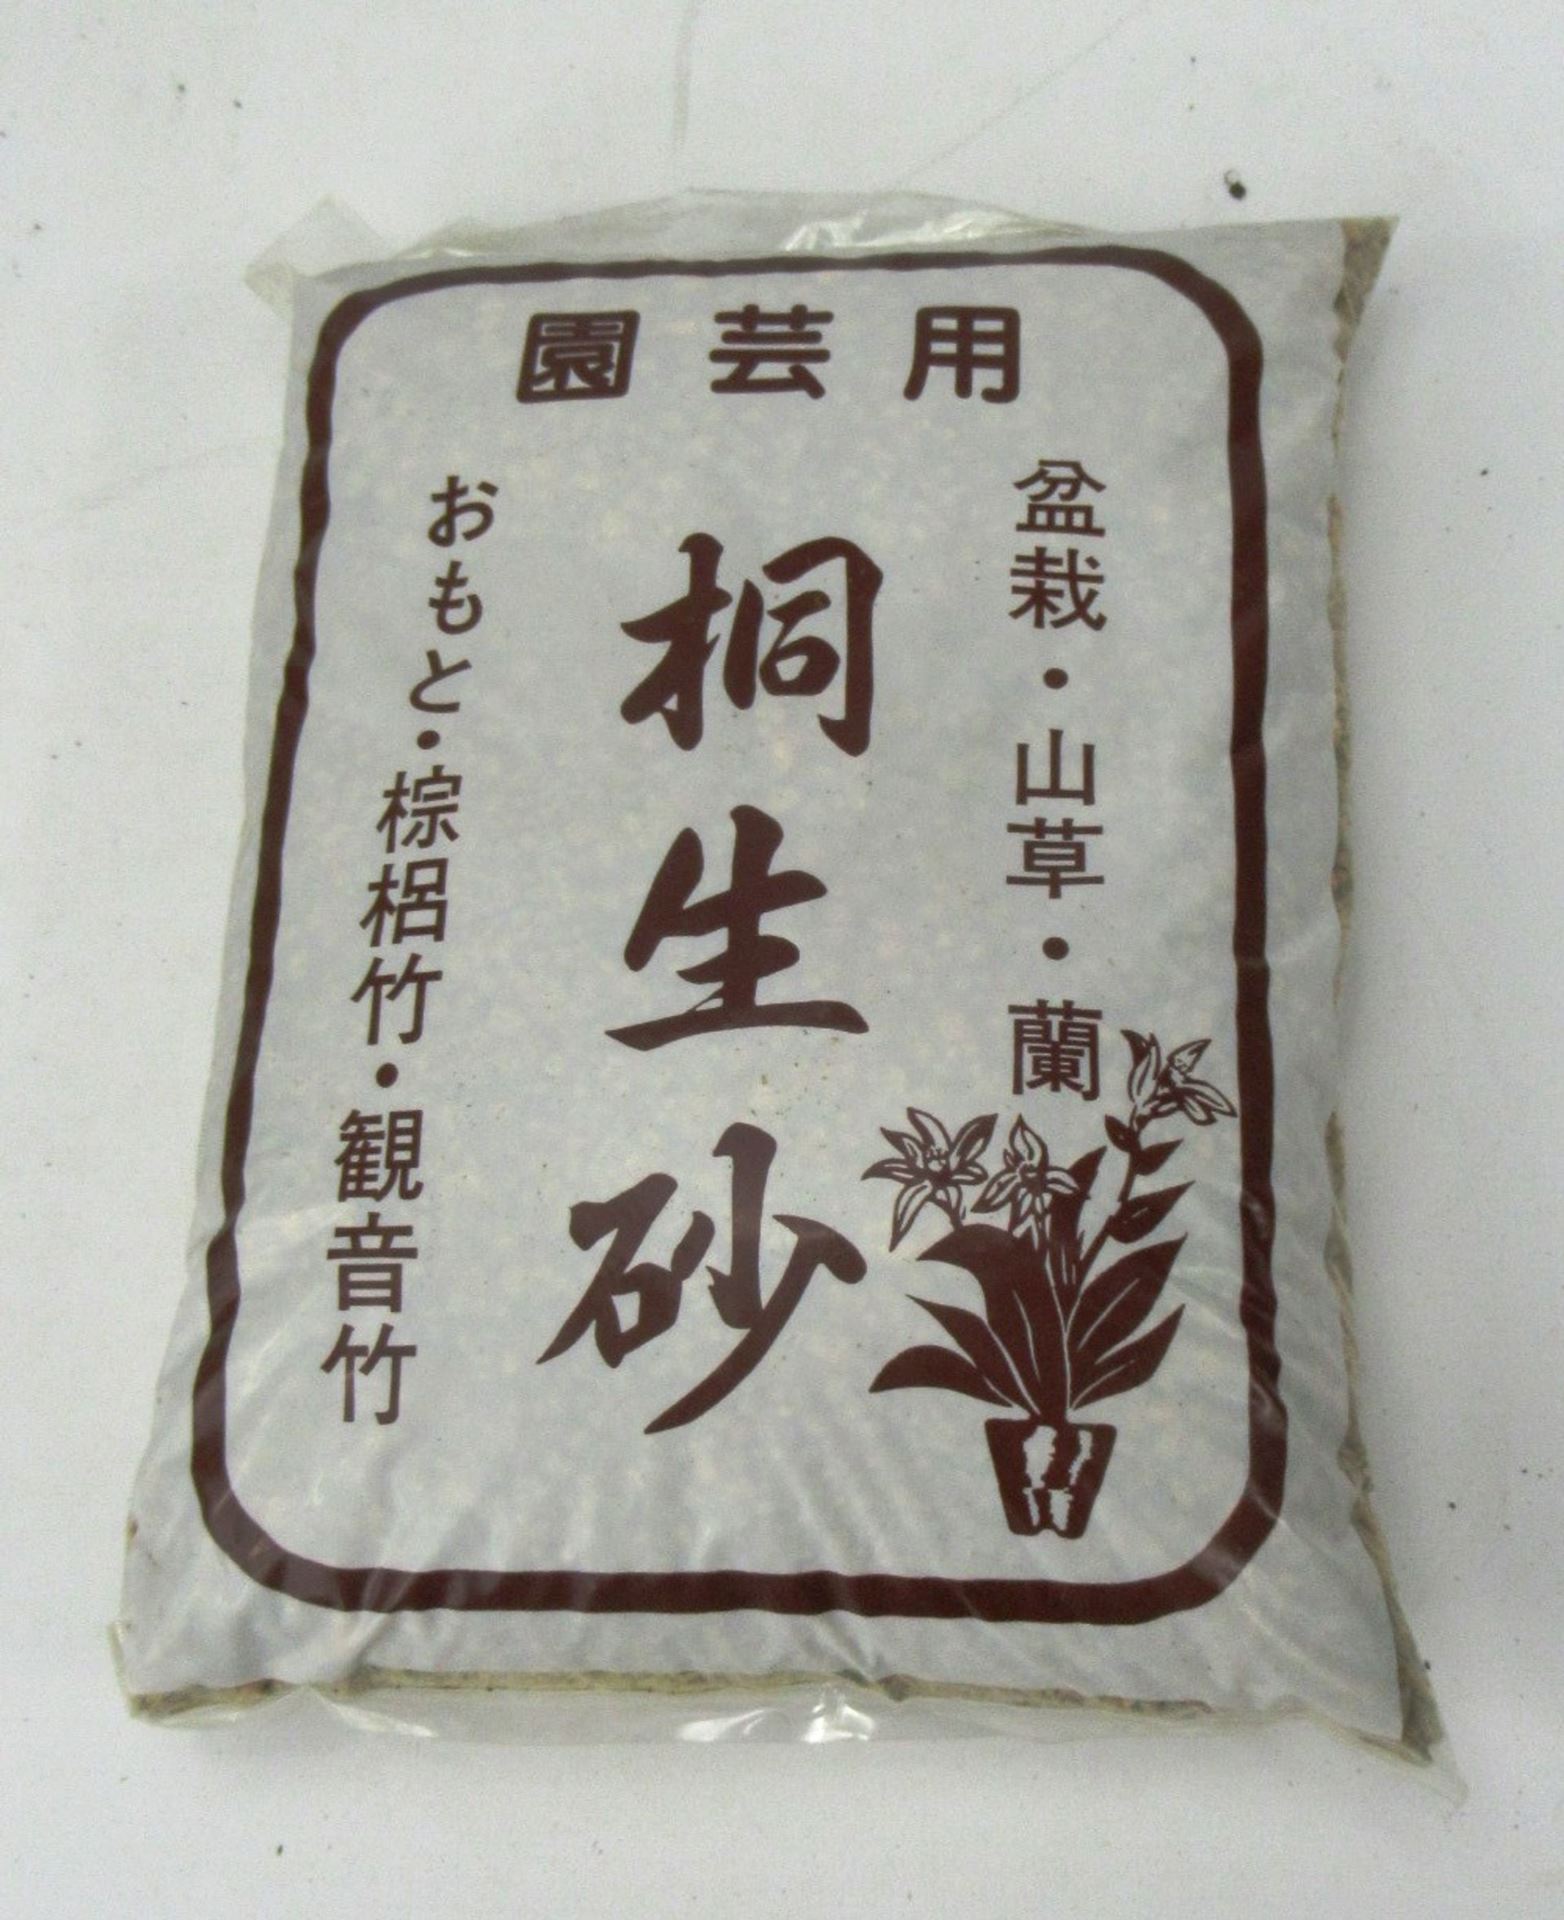 園芸用
盆栽・山草・蘭
桐生砂
おもと・棕梠竹・観音竹